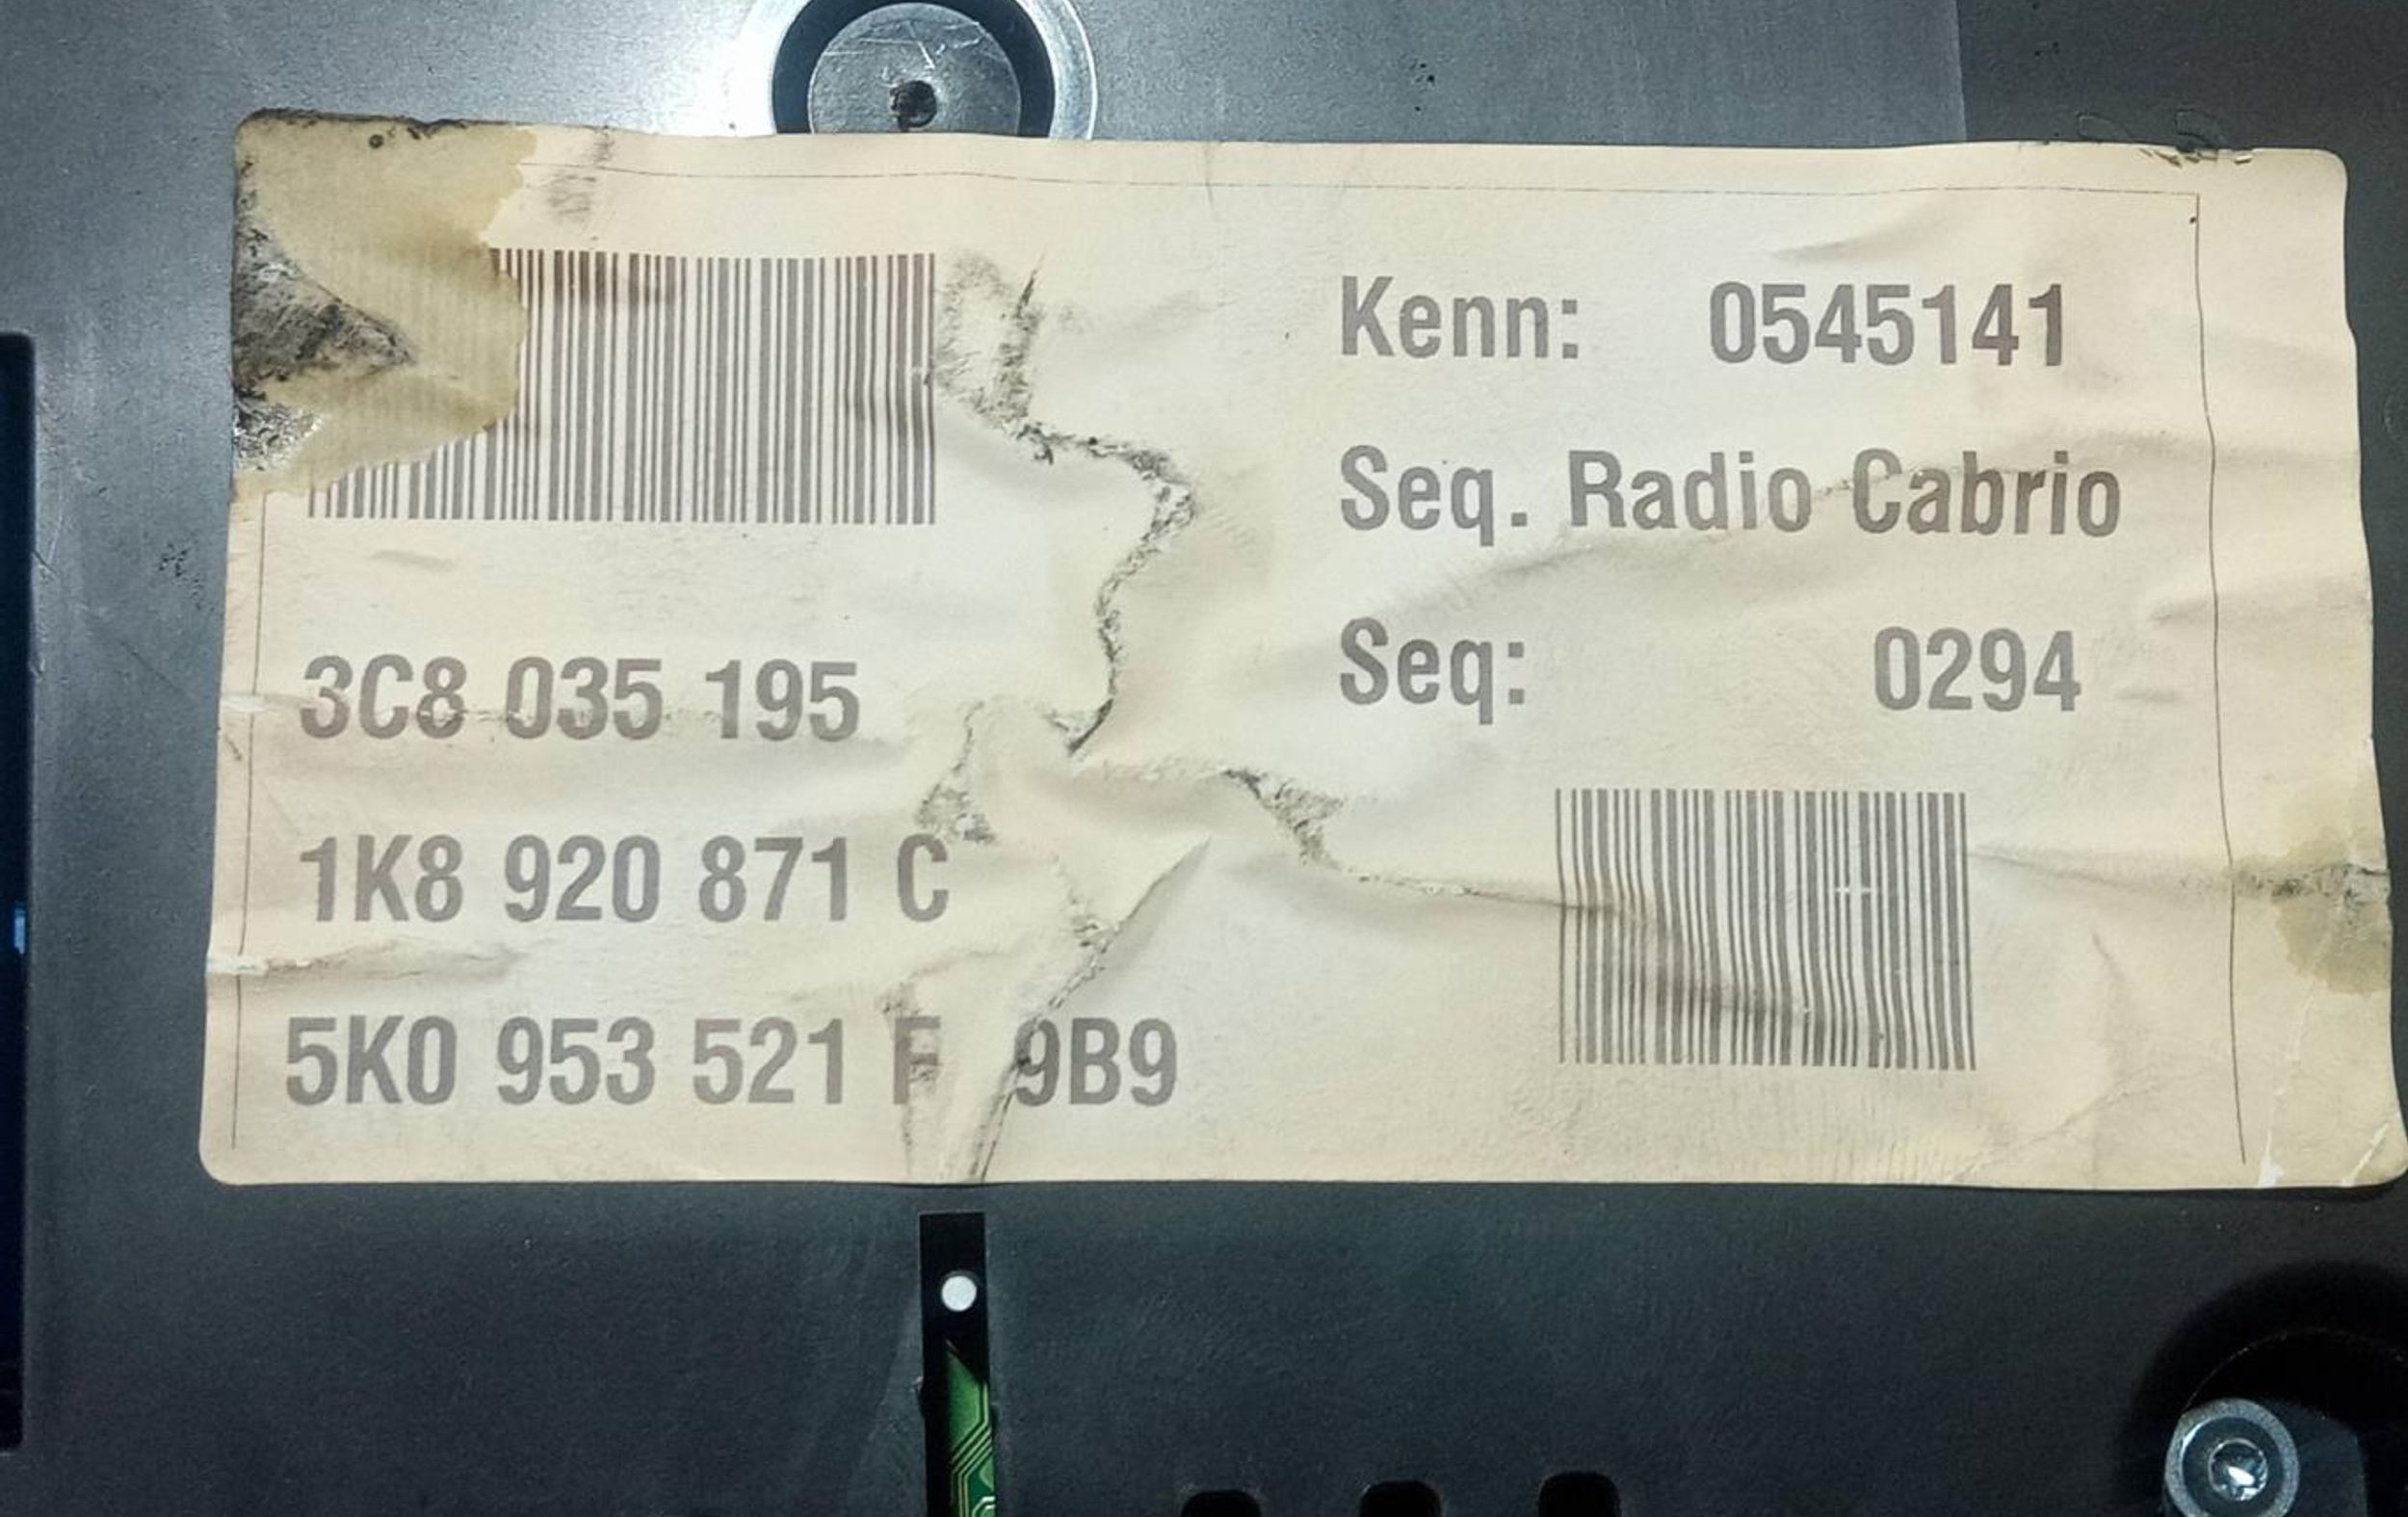 Kenn: 0545141
Seq. Radio Cabrio
Seq: 0294
3C8 035 195
1K8 920 871 C
5K0 953 521 F 9B9